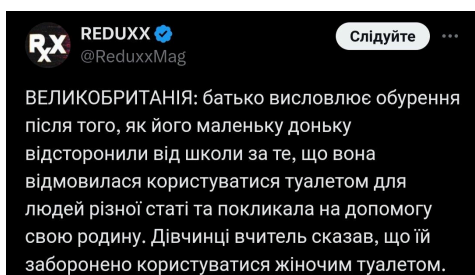 REDUXX
@ReduxxMag
Слідуйте
ВЕЛИКОБРИТАНІЯ: батько висловлює обурення
після того, як його маленьку доньку
відсторонили від школи за те, що вона
відмовилася користуватися туалетом для
людей різної статі та покликала на допомогу
свою родину. Дівчинці вчитель сказав, що їй
заборонено користуватися жіночим туалетом.